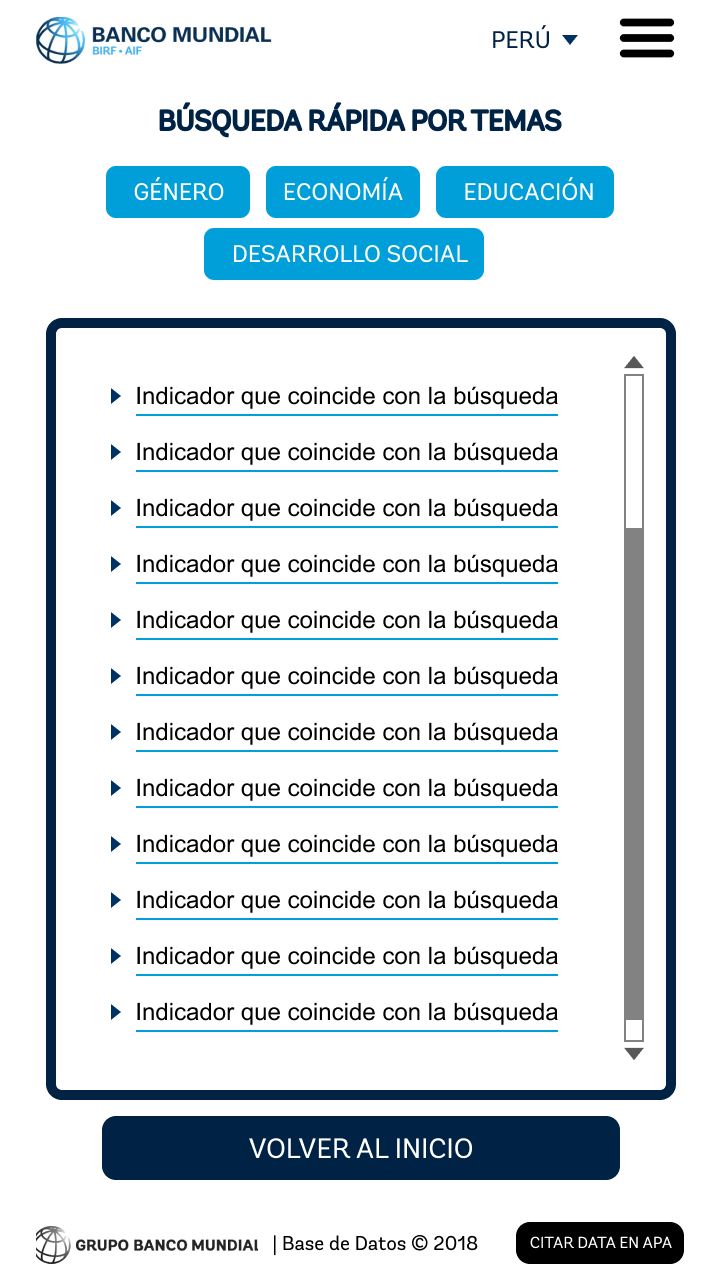 BANCO MUNDIAL
BIRF • AIF
PERÚ
BÚSQUEDA RÁPIDA POR TEMAS
GÉNERO ECONOMÍA EDUCACIÓN
DESARROLLO SOCIAL
Indicador que coincide con la búsqueda
Indicador que coincide con la búsqueda
Indicador que coincide con la búsqueda
Indicador que coincide con la búsqueda
Indicador que coincide con la búsqueda
Indicador que coincide con la búsqueda
Indicador que coincide con la búsqueda
Indicador que coincide con la búsqueda
Indicador que coincide con la búsqueda
Indicador que coincide con la búsqueda
Indicador que coincide con la búsqueda
Indicador que coincide con la búsqueda
VOLVER AL INICIO
GRUPO BANCO MUNDIAL | Base de Datos © 2018 CITAR DATA EN APA